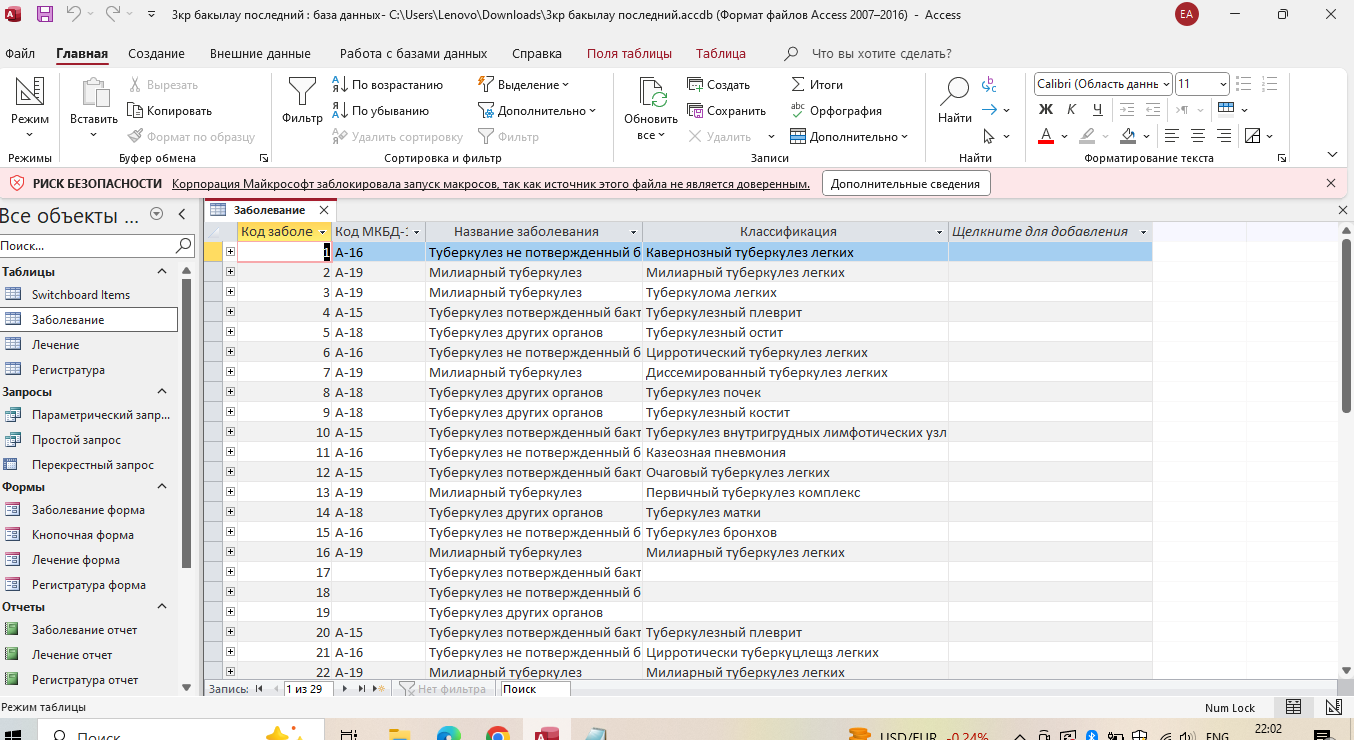 3кр бакылау последний : база данных- C:\Users\Lenovo\Downloads\3кр бакылау последний.accdb (Формат файлов Access 2007–2016) - Access
EA
Файл Главная Создание Внешние данные Работа с базами данных Справка Поля таблицы Таблица Что вы хотите сделать?
Режим
Режимы
Вставить
Вырезать
Копировать
Формат по образцу
Буфер обмена
Фильтр
По возрастанию
По убыванию
Удалить сортировку
Выделение
Дополнительно
Фильтр
Сортировка и фильтр
Обновить
все
Создать
Сохранить
Удалить
Итоги
Орфография
Дополнительно
Записи
Найти
Найти
Calibri (Область данны
11
Ж К Ч
Форматирование текста
РИСК БЕЗОПАСНОСТИ Корпорация Майкрософт заблокировала запуск макросов, так как источник этого файла не является доверенным. Дополнительные сведения
Все объекты ...
Поиск...
Таблицы
Switchboard Items
Заболевание
Лечение
Регистратура
Запросы
Параметрический запр...
Простой запрос
Перекрестный запрос
Формы
Заболевание форма
Кнопочная форма
Лечение форма
Регистратура форма
Отчеты
Заболевание отчет
Лечение отчет
Регистратура отчет
Заболевание
Код заболе Код МКБД-1 Название заболевания Классификация Щелкните для добавления
1 А-16 Туберкулез не потвержденный б Кавернозный туберкулез легких
2 А-19 Милиарный туберкулез Милиарный туберкулез легких
3 А-19 Милиарный туберкулез Туберкулома легких
4 А-15 Туберкулез потвержденный бакт Туберкулезный плеврит
5 А-18 Туберкулез других органов Туберкулезный остит
6 А-16 Туберкулез не потвержденный б Цирротический туберкулез легких
7 А-19 Милиарный туберкулез Диссемированный туберкулез легких
8 А-18 Туберкулез других органов Туберкулез почек
9 А-18 Туберкулез других органов Туберкулезный костит
10 А-15 Туберкулез потвержденный бакт Туберкулез внутригрудных лимфотических узл
11 А-16 Туберкулез не потвержденный б Казеозная пневмония
12 А-15 Туберкулез потвержденный бакт Очаговый туберкулез легких
13 А-19 Милиарный туберкулез Первичный туберкулез комплекс
14 А-18 Туберкулез других органов Туберкулез матки
15 А-16 Туберкулез не потвержденный б Туберкулез бронхов
16 А-19 Милиарный туберкулез Милиарный туберкулез легких
17 Туберкулез потвержденный бакт
18 Туберкулез не потвержденный б
19 Туберкулез других органов
20 А-15 Туберкулез потвержденный бакт Туберкулезный плеврит
21 А-16 Туберкулез не потвержденный б Цирротически туберкуцлещз легких
22 А-19 Милиарный туберкулез Милиарный туберкулез легких
Запись: 1 из 29 Нет фильтра Поиск
Режим таблицы
Num Lock
Поиск
USD/EUR -0,24%
ENG
22:02